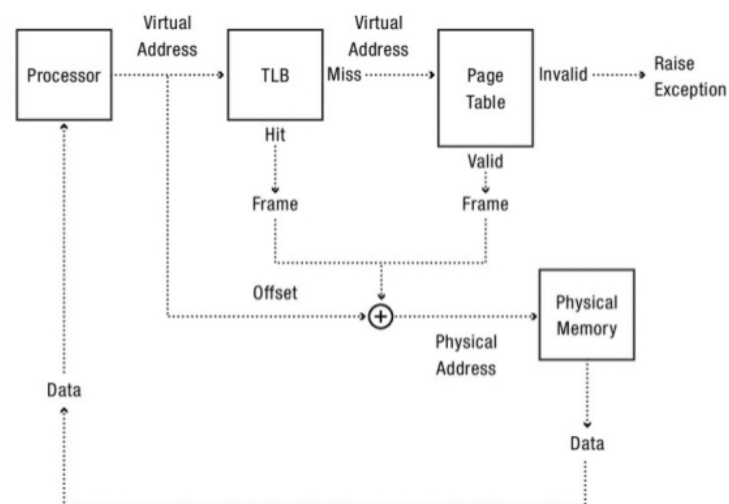 Virtual
Address
Virtual
Address
Processor
TLB
Miss
Page
Table
Invalid
Raise
Exception
Hit
Valid
Frame
Frame
Offset
Physical
Memory
Physical
Address
Data
Data